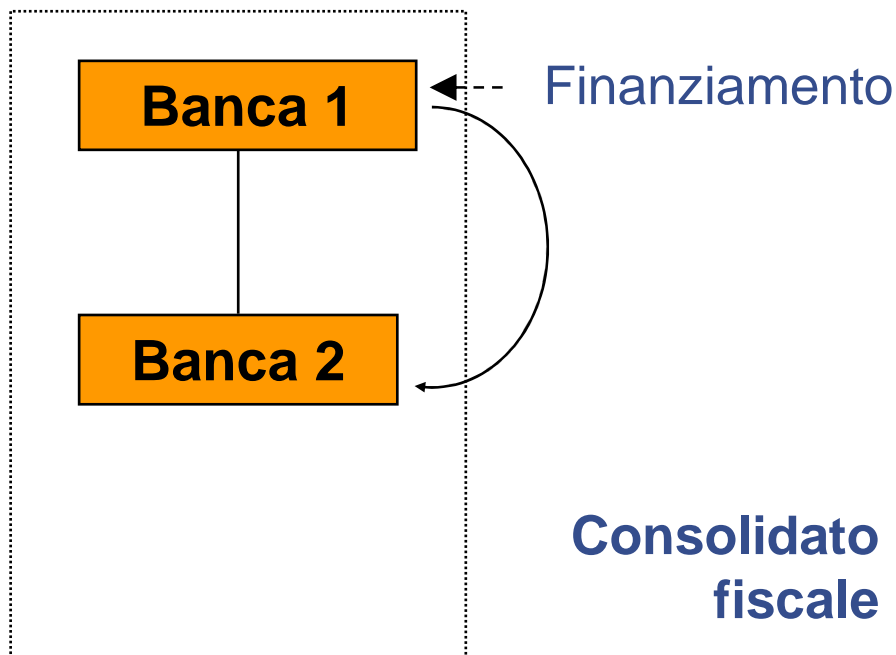 Banca 1
Finanziamento
Banca 2
Consolidato
fiscale